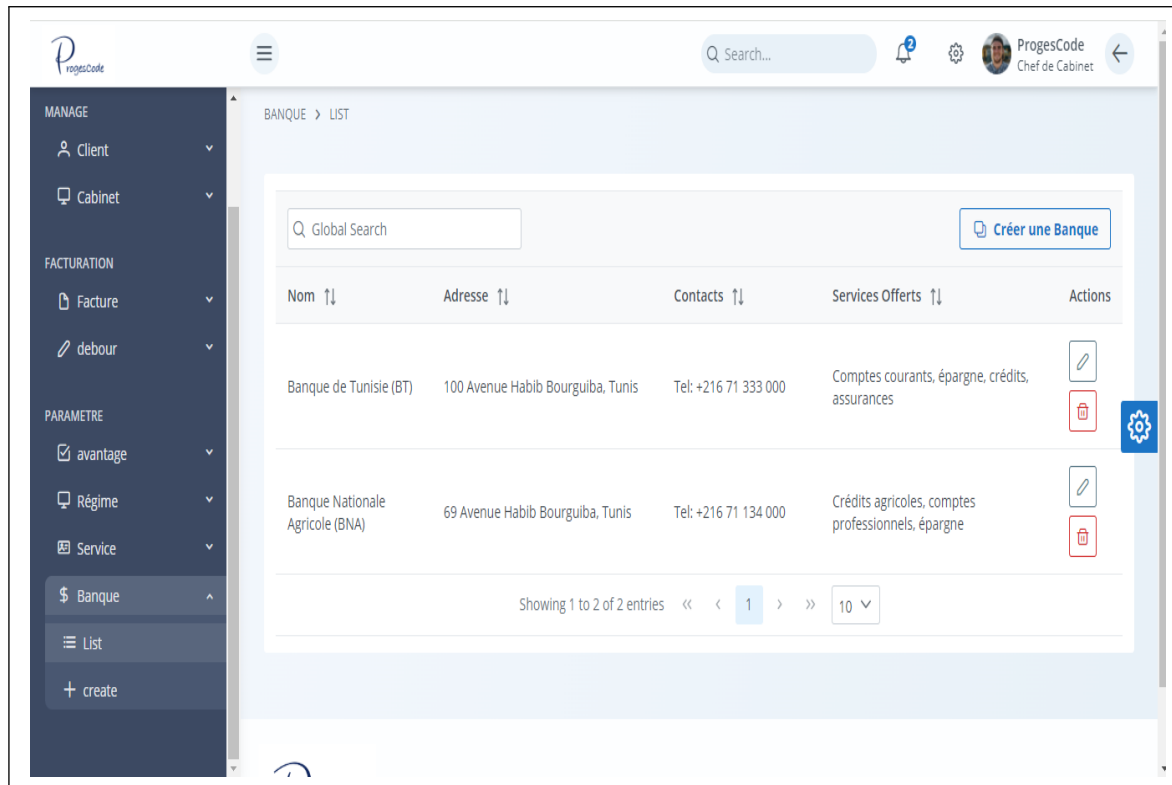 ProgesCode
Search...
2
ProgesCode
Chef de Cabinet
MANAGE
Client
Cabinet
FACTURATION
Facture
debour
PARAMETRE
avantage
Régime
Service
Banque
List
create
BANQUE > LIST
Global Search
Créer une Banque
Nom Adresse Contacts Services Offerts Actions
Banque de Tunisie (BT) 100 Avenue Habib Bourguiba, Tunis Tel: +216 71 333 000 Comptes courants, épargne, crédits,
assurances
Banque Nationale
Agricole (BNA) 69 Avenue Habib Bourguiba, Tunis Tel: +216 71 134 000 Crédits agricoles, comptes
professionnels, épargne
Showing 1 to 2 of 2 entries << < 1 > >> 10